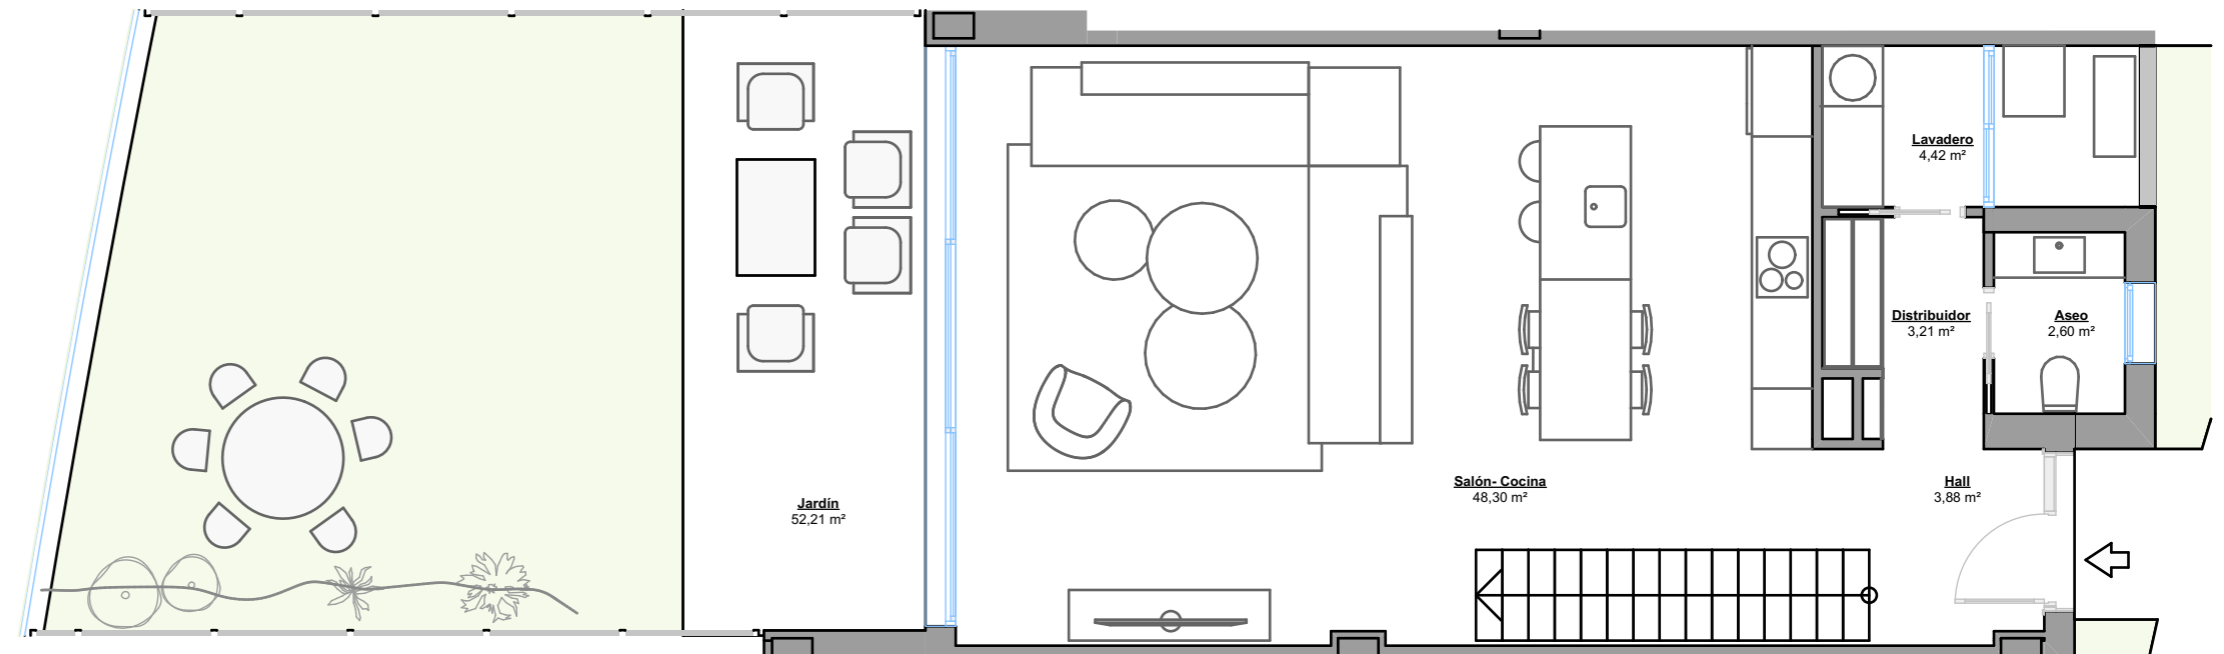 Lavadero
4,42 m²
Distribuidor
3,21 m²
Aseo
2,60 m²
Salón- Cocina
48,30 m²
Hall
3,88 m²
Jardín
52,21 m²